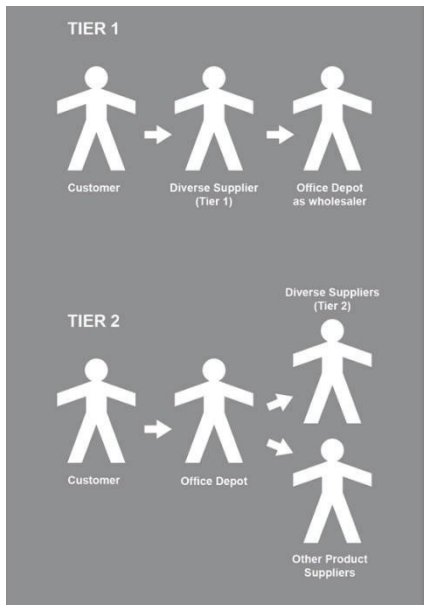 TIER 1
Customer
Diverse Supplier
(Tier 1)
Office Depot
as wholesaler
TIER 2
Diverse Suppliers
(Tier 2)
Customer
Office Depot
Other Product
Suppliers